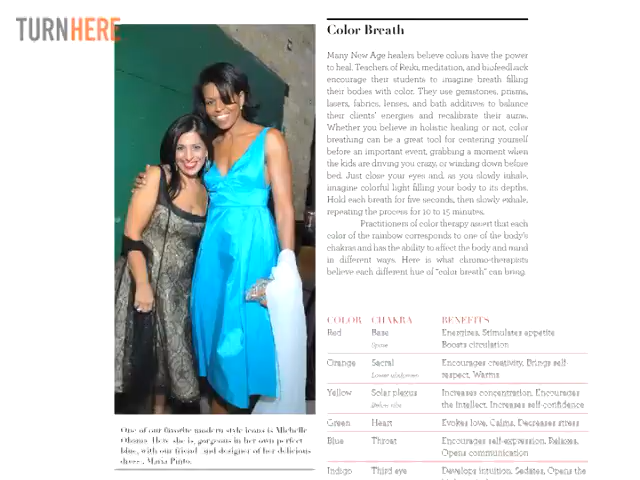 TURNHERE
Color Breath
Many New Age healers believe colors have the power
to heal. Teachers of Reiki, meditation, and biofeedback
encourage their students to imagine breath filling
their bodies with color. They use gemstones, prisms,
lasers, fabrics, lenses, and bath additives to balance
their clients' energies and recalibrate their auras.
Whether you believe in holistic healing or not, color
breathing can be a great tool for centering yourself
before an important event, grabbing a moment when
the kids are driving you crazy, or winding down before
bed. Just close your eyes and, as you slowly inhale,
imagine colorful light filling your body to its depths.
Hold each breath for five seconds, then slowly exhale,
repeating the process for 10 to 15 minutes.
Practitioners of color therapy assert that each
color of the rainbow corresponds to one of the body's
chakras and has the ability to affect the body and mind
in different ways. Here is what chromo-therapists
believe each different hue of "color breath" can bring.
COLOR CHAKRA BENEFITS
Red Base Energizes, Stimulates appetite
Spine Boosts circulation
Orange Sacral Encourages creativity, Brings self-
Lower abdomen respect, Warms
Yellow Solar plexus Increases concentration, Encourages
Below ribs the intellect, Increases self-confidence
Green Heart Evokes love, Calms, Decreases stress
Blue Throat Encourages self-expression, Relaxes,
Opens communication
Indigo Third eye Develops intuition, Sedates, Opens the
One of our favorite modern style icons is Michelle
Obama. Here she is, gorgeous in her own perfect
blue, with our friend and designer of her delicious
dress, Maria Pinto.